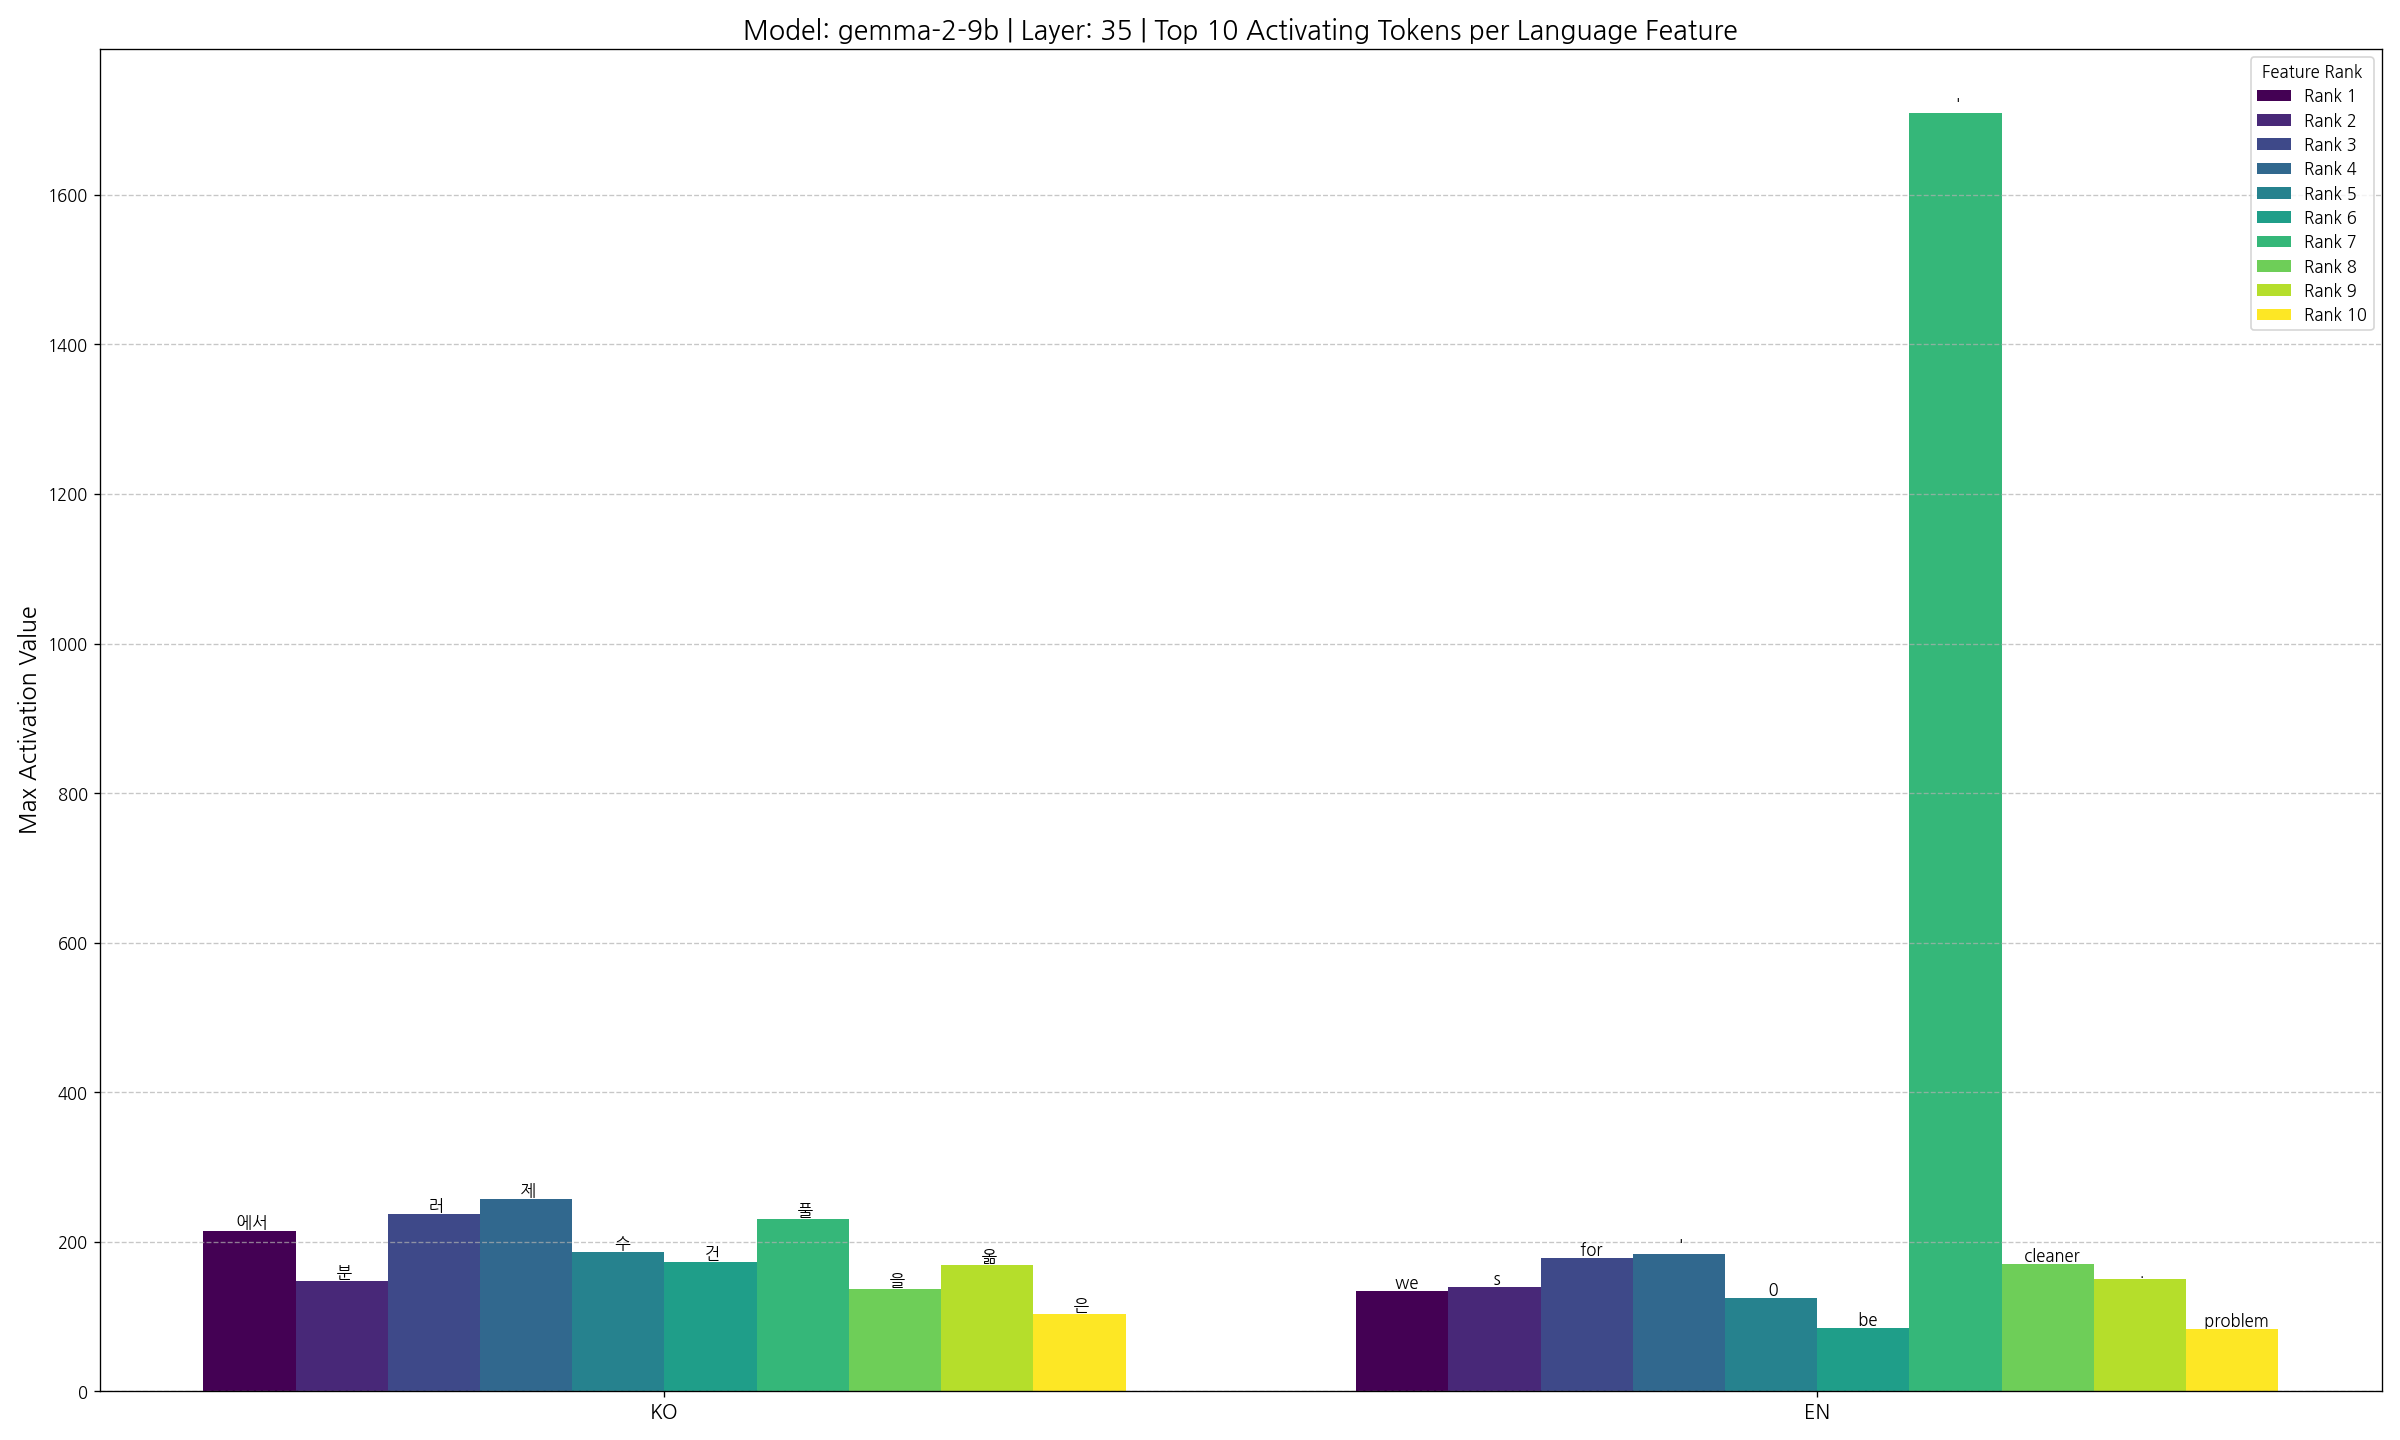 Model: gemma-2-9b | Layer: 35 | Top 10 Activating Tokens per Language Feature
Feature Rank
Rank 1
Rank 2
Rank 3
Rank 4
Rank 5
Rank 6
Rank 7
Rank 8
Rank 9
Rank 10
Max Activation Value
1600
1400
1200
1000
800
600
400
200
0
에서
분
러
제
수
건
풀
을
옮
은
we
s
for
'
0
be
'
cleaner
.
problem
KO
EN